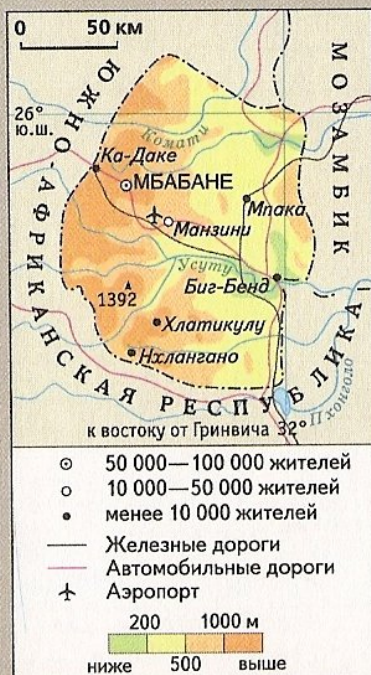 0 50 км
ЮЖНО-АФРИКАНСКАЯ РЕСПУБЛИКА
МОЗАМБИК
26°
ю.ш.
Комати
Ка-Даке
МБАБАНЕ
Мпака
Манзини
Усуту
Биг-Бенд
1392
Хлатикулу
Нхлангано
Понголо
к востоку от Гринвича 32°
50 000—100 000 жителей
10 000—50 000 жителей
менее 10 000 жителей
Железные дороги
Автомобильные дороги
Аэропорт
200 1000 м
ниже 500 выше